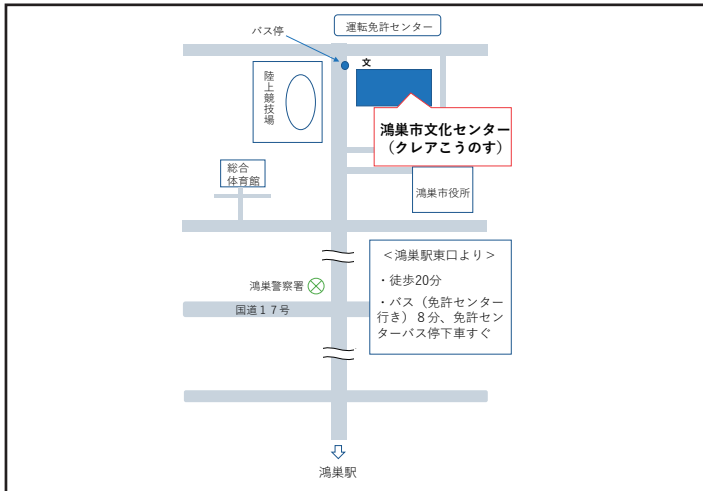 運転免許センター
バス停
文
陸上競技場
鴻巣市文化センター
（クレアこうのす）
総合
体育館
鴻巣市役所
＜鴻巣駅東口より＞
・徒歩20分
・バス（免許センター
行き）８分、免許セン
ターバス停下車すぐ
鴻巣警察署
国道１７号
鴻巣駅